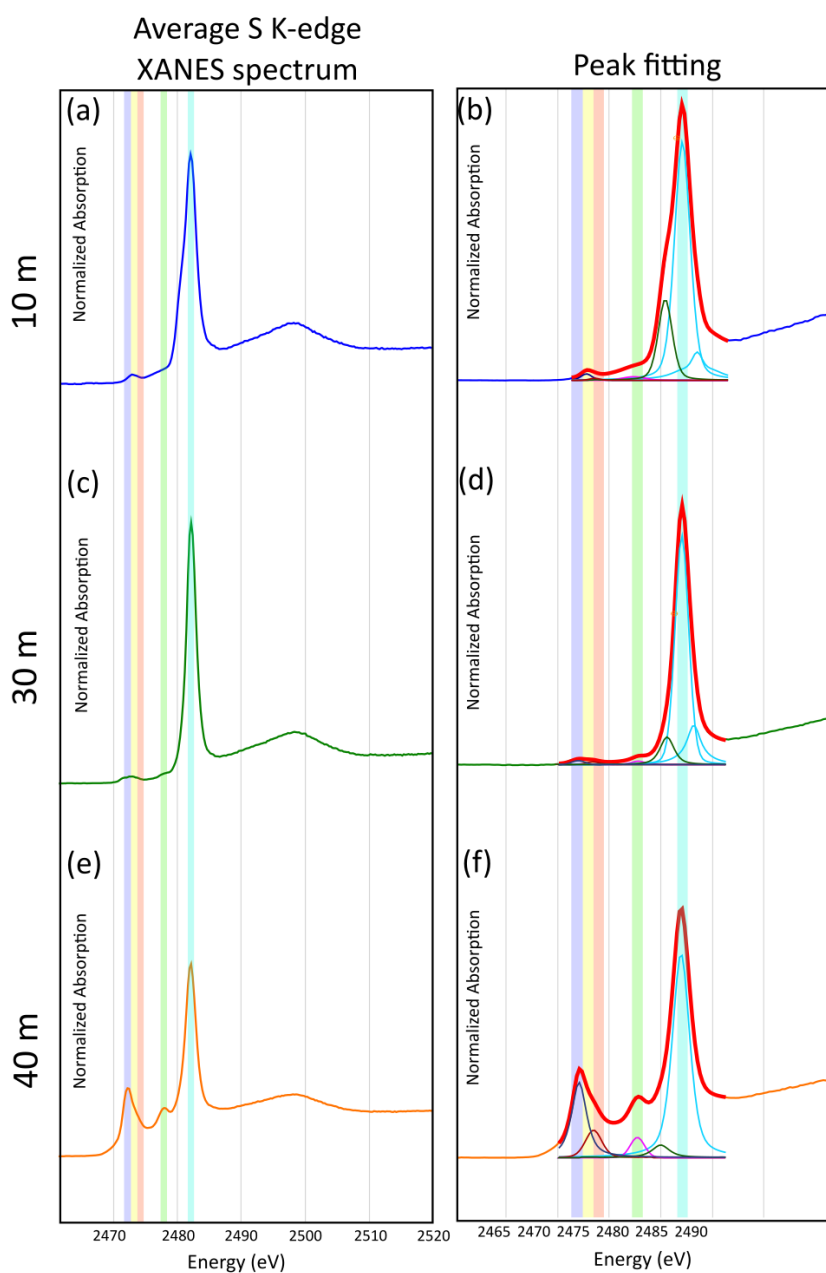 Average S K-edge
XANES spectrum
Peak fitting
(a)
(b)
Normalized Absorption
Normalized Absorption
10 m
(c)
(d)
Normalized Absorption
Normalized Absorption
30 m
(e)
(f)
Normalized Absorption
Normalized Absorption
40 m
2470 2480 2490 2500 2510 2520
2465 2470 2475 2480 2485 2490
Energy (eV)
Energy (eV)